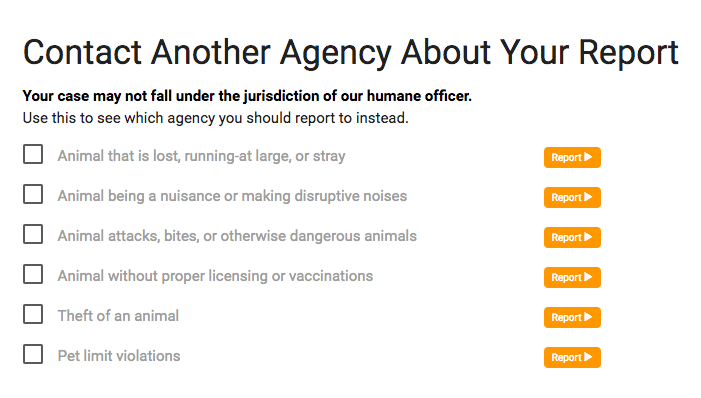 Contact Another Agency About Your Report
Your case may not fall under the jurisdiction of our humane officer.
Use this to see which agency you should report to instead.
Animal that is lost, running-at large, or stray Report
Animal being a nuisance or making disruptive noises Report
Animal attacks, bites, or otherwise dangerous animals Report
Animal without proper licensing or vaccinations Report
Theft of an animal Report
Pet limit violations Report